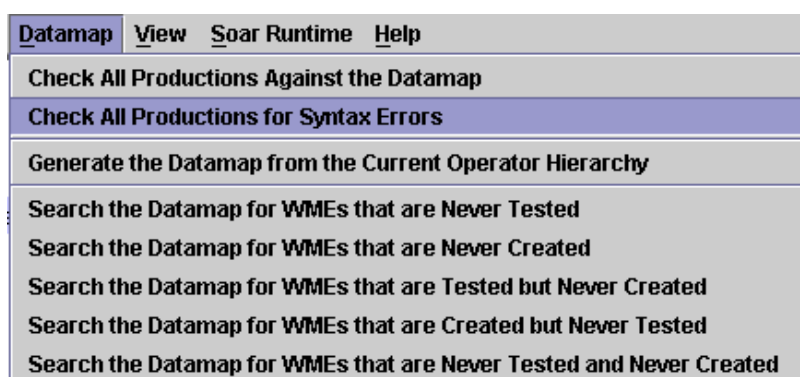 Datamap View Soar Runtime Help
Check All Productions Against the Datamap
Check All Productions for Syntax Errors
Generate the Datamap from the Current Operator Hierarchy
Search the Datamap for WMEs that are Never Tested
Search the Datamap for WMEs that are Never Created
Search the Datamap for WMEs that are Tested but Never Created
Search the Datamap for WMEs that are Created but Never Tested
Search the Datamap for WMEs that are Never Tested and Never Created